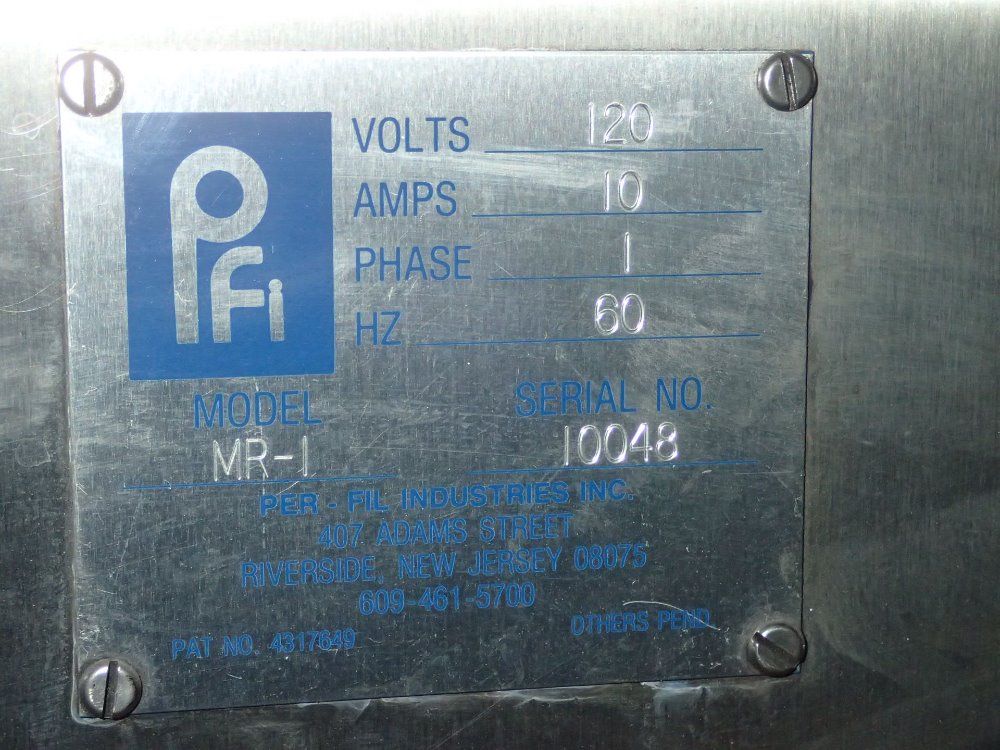 PFi
VOLTS 120
AMPS 10
PHASE 1
HZ 60
MODEL SERIAL NO.
MR-1 10048
PER - FIL INDUSTRIES INC.
407 ADAMS STREET
RIVERSIDE, NEW JERSEY 08075
609-461-5700
PAT NO. 4317649 OTHERS PEND.